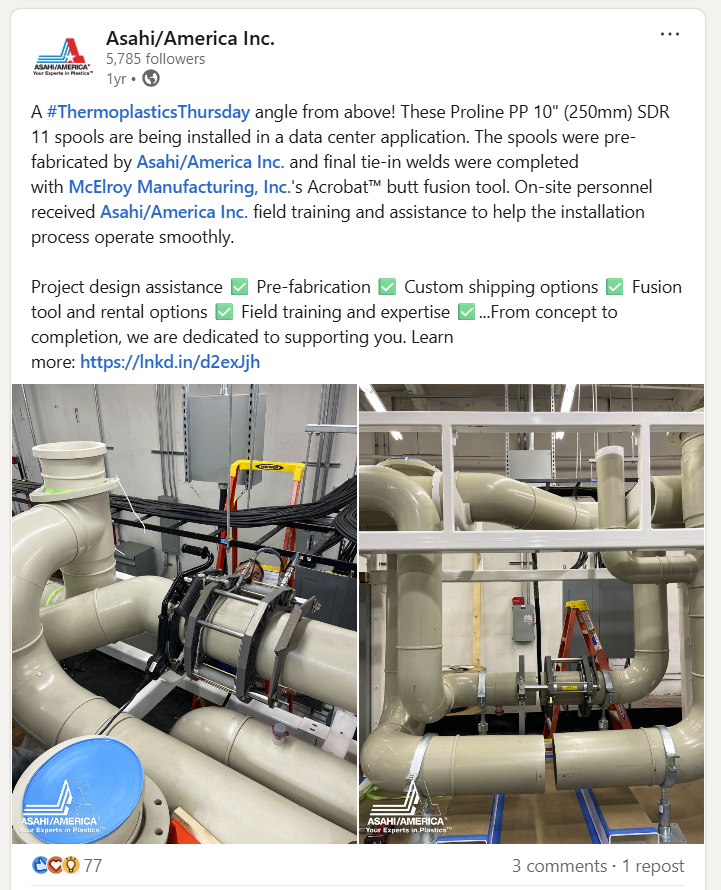 Asahi/America Inc.
5,785 followers
1yr •
ASAHI/AMERICA®
Your Experts in Plastics™
A #ThermoplasticsThursday angle from above! These Proline PP 10" (250mm) SDR
11 spools are being installed in a data center application. The spools were pre-
fabricated by Asahi/America Inc. and final tie-in welds were completed
with McElroy Manufacturing, Inc.'s Acrobat™ butt fusion tool. On-site personnel
received Asahi/America Inc. field training and assistance to help the installation
process operate smoothly.
Project design assistance ✅ Pre-fabrication ✅ Custom shipping options ✅ Fusion
tool and rental options ✅ Field training and expertise ✅...From concept to
completion, we are dedicated to supporting you. Learn
more: https://lnkd.in/d2exJjh
ASAHI/AMERICA®
Your Experts in Plastics™
ASAHI/AMERICA®
Your Experts in Plastics™
77
3 comments · 1 repost